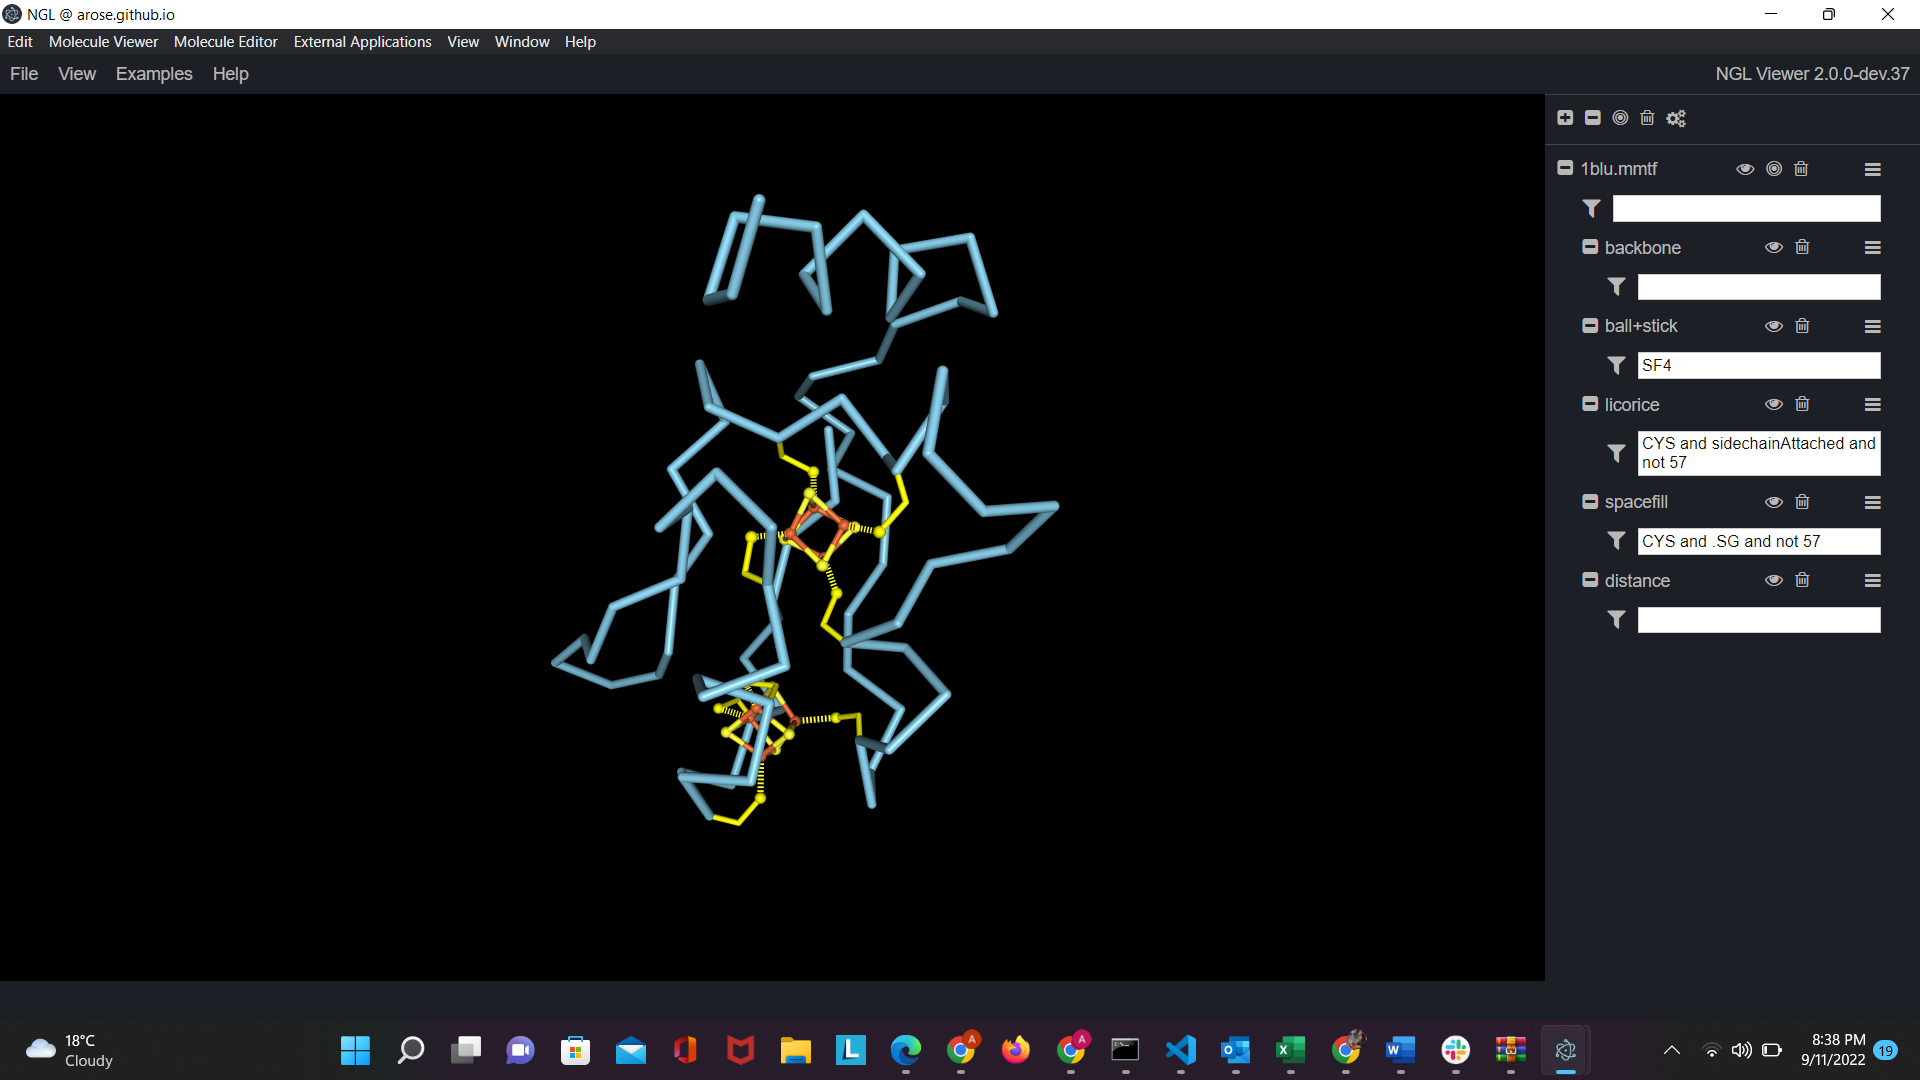 NGL @ arose.github.io
Edit Molecule Viewer Molecule Editor External Applications View Window Help
File View Examples Help NGL Viewer 2.0.0-dev.37
1blu.mmtf
backbone
ball+stick
SF4
licorice
CYS and sidechainAttached and
not 57
spacefill
CYS and .SG and not 57
distance
18°C
Cloudy
8:38 PM
9/11/2022
19